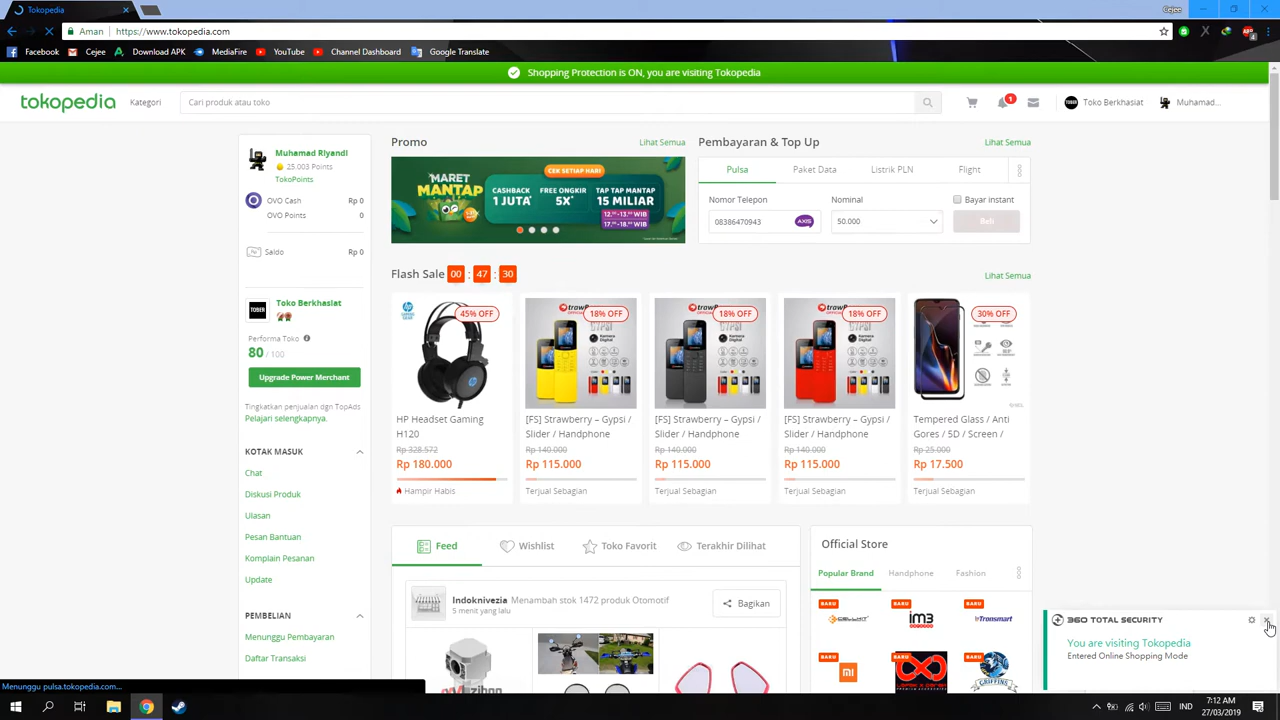 Tokopedia
Cejee
Aman https://www.tokopedia.com
Facebook Cejee Download APK MediaFire YouTube Channel Dashboard Google Translate
Shopping Protection is ON, you are visiting Tokopedia
tokopedia Kategori Cari produk atau toko 1 Toko Berkhasiat Muhamad...
Muhamad Riyandi
25.003 Points
TokoPoints
OVO Cash Rp 0
OVO Points 0
Saldo Rp 0
Toko Berkhasiat
Performa Toko
80 / 100
Upgrade Power Merchant
Tingkatkan penjualan dgn TopAds
Pelajari selengkapnya.
KOTAK MASUK
Chat
Diskusi Produk
Ulasan
Pesan Bantuan
Komplain Pesanan
Update
PEMBELIAN
Menunggu Pembayaran
Daftar Transaksi
Promo Lihat Semua
CEK SETIAP HARI
MARET MANTAP
CASHBACK 1 JUTA*
FREE ONGKIR 5X*
TAP TAP MANTAP 15 MILIAR
Pembayaran & Top Up Lihat Semua
Pulsa Paket Data Listrik PLN Flight
Nomor Telepon Nominal Bayar instant
08386470943 AXIS 50.000 Beli
Flash Sale 00 : 47 : 30 Lihat Semua
45% OFF
HP Headset Gaming
H120
Rp 328.572
Rp 180.000
Hampir Habis
18% OFF
[FS] Strawberry – Gypsi /
Slider / Handphone
Rp 140.000
Rp 115.000
Terjual Sebagian
18% OFF
[FS] Strawberry – Gypsi /
Slider / Handphone
Rp 140.000
Rp 115.000
Terjual Sebagian
18% OFF
[FS] Strawberry – Gypsi /
Slider / Handphone
Rp 140.000
Rp 115.000
Terjual Sebagian
30% OFF
Tempered Glass / Anti
Gores / 5D / Screen /
Rp 25.000
Rp 17.500
Terjual Sebagian
Feed Wishlist Toko Favorit Terakhir Dilihat
Indoknivezia Menambah stok 1472 produk Otomotif
5 menit yang lalu
Bagikan
Official Store
Popular Brand Handphone Fashion
BARU BARU BARU
im3 Tronsmart
BARU BARU BARU
GRIFFINS
360 TOTAL SECURITY
You are visiting Tokopedia
Entered Online Shopping Mode
Menunggu pulsa.tokopedia.com...
IND
7:12 AM
27/03/2019